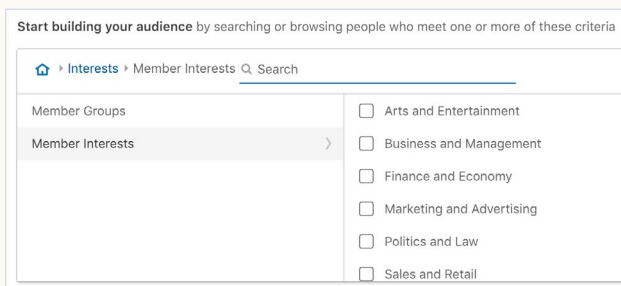 Start building your audience by searching or browsing people who meet one or more of these criteria
Interests Member Interests Search
Member Groups
Member Interests
Arts and Entertainment
Business and Management
Finance and Economy
Marketing and Advertising
Politics and Law
Sales and Retail